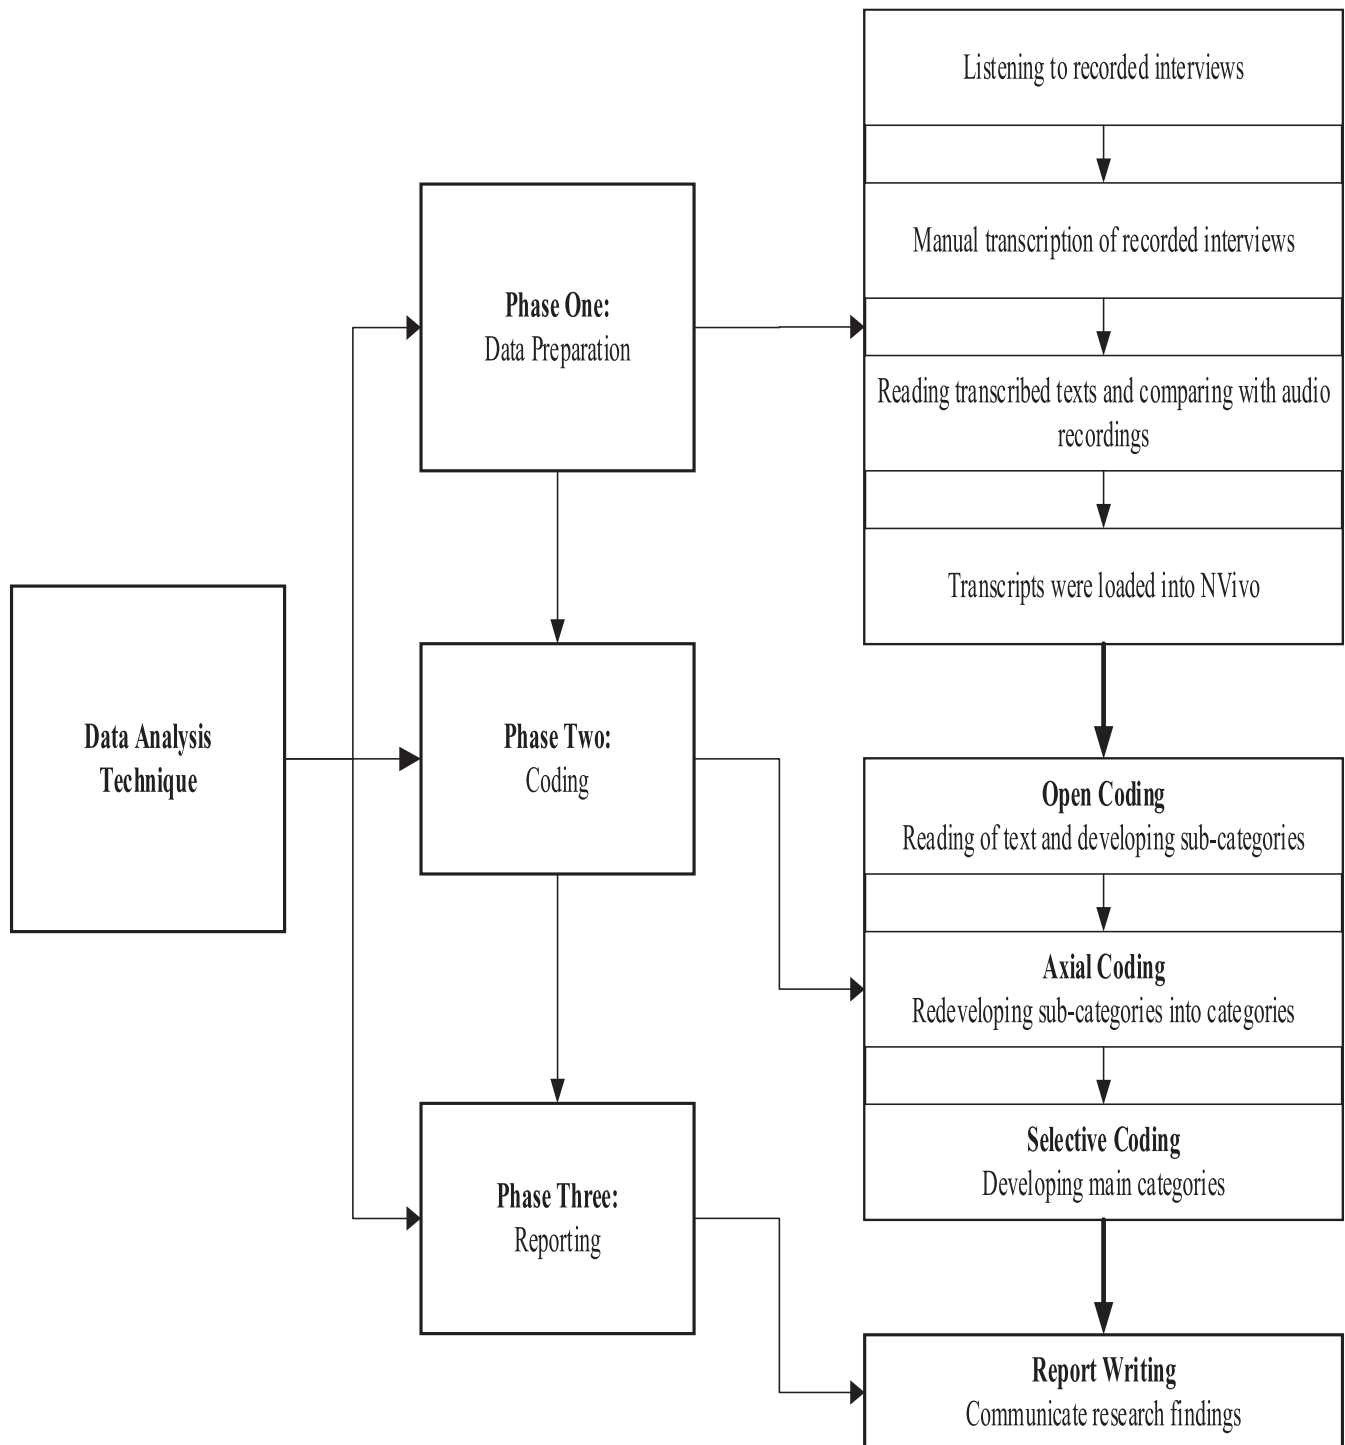 Listening to recorded interviews
Manual transcription of recorded interviews
Reading transcribed texts and comparing with audio
recordings
Transcripts were loaded into NVivo
Phase One:
Data Preparation
Data Analysis
Technique
Phase Two:
Coding
Open Coding
Reading of text and developing sub-categories
Axial Coding
Redeveloping sub-categories into categories
Selective Coding
Developing main categories
Phase Three:
Reporting
Report Writing
Communicate research findings